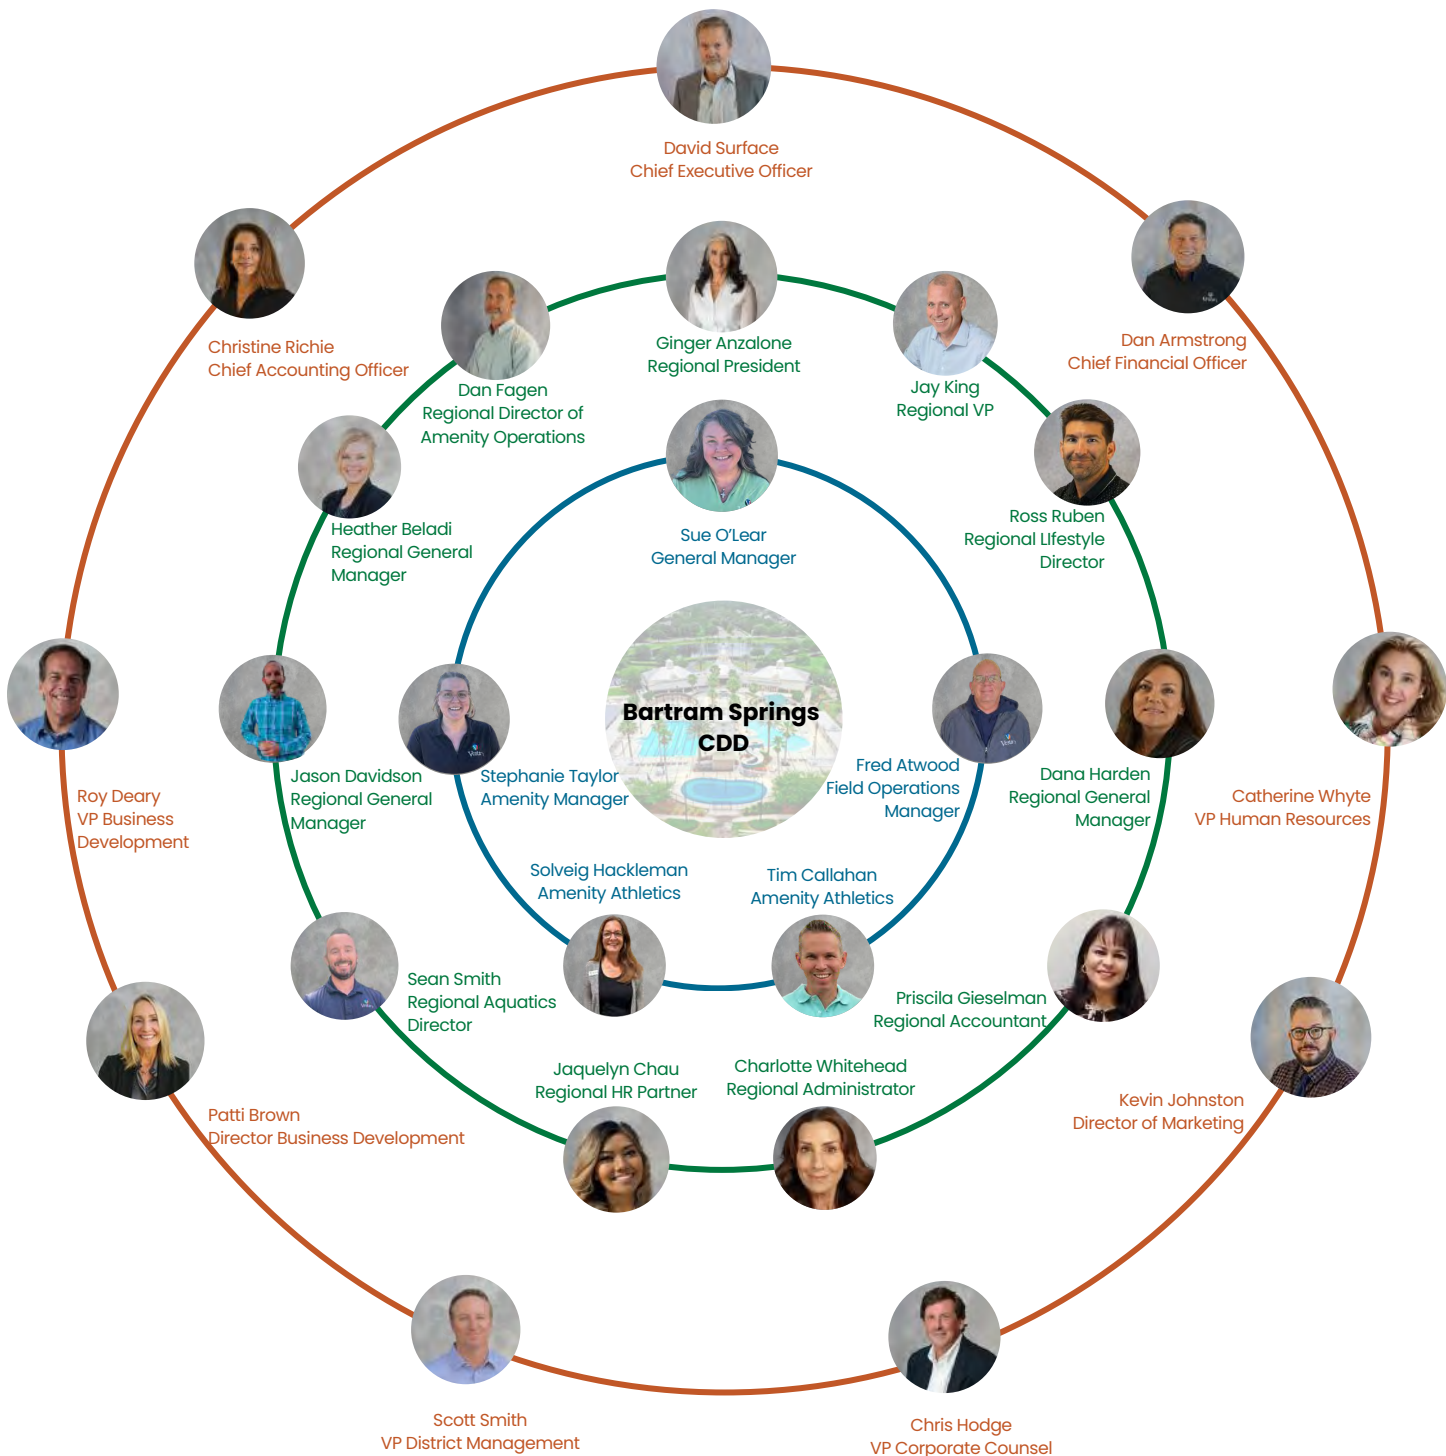 David Surface
Chief Executive Officer
Christine Richie
Chief Accounting Officer
Dan Armstrong
Chief Financial Officer
Ginger Anzalone
Regional President
Dan Fagen
Regional Director of
Amenity Operations
Jay King
Regional VP
Heather Beladi
Regional General
Manager
Sue O'Lear
General Manager
Ross Ruben
Regional LIfestyle
Director
Bartram Springs
CDD
Roy Deary
VP Business
Development
Jason Davidson
Regional General
Manager
Stephanie Taylor
Amenity Manager
Fred Atwood
Field Operations
Manager
Dana Harden
Regional General
Manager
Catherine Whyte
VP Human Resources
Solveig Hackleman
Amenity Athletics
Tim Callahan
Amenity Athletics
Sean Smith
Regional Aquatics
Director
Priscila Gieselman
Regional Accountant
Jaquelyn Chau
Regional HR Partner
Charlotte Whitehead
Regional Administrator
Patti Brown
Director Business Development
Kevin Johnston
Director of Marketing
Scott Smith
VP District Management
Chris Hodge
VP Corporate Counsel